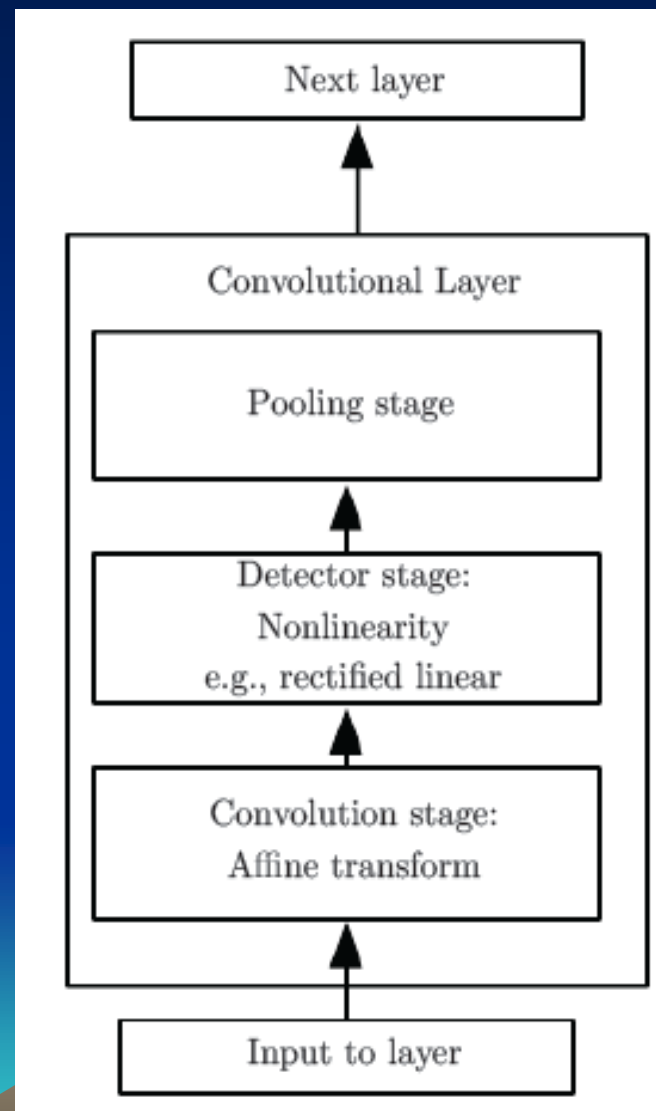 Next layer
Convolutional Layer
Pooling stage
Detector stage:
Nonlinearity
e.g., rectified linear
Convolution stage:
Affine transform
Input to layer